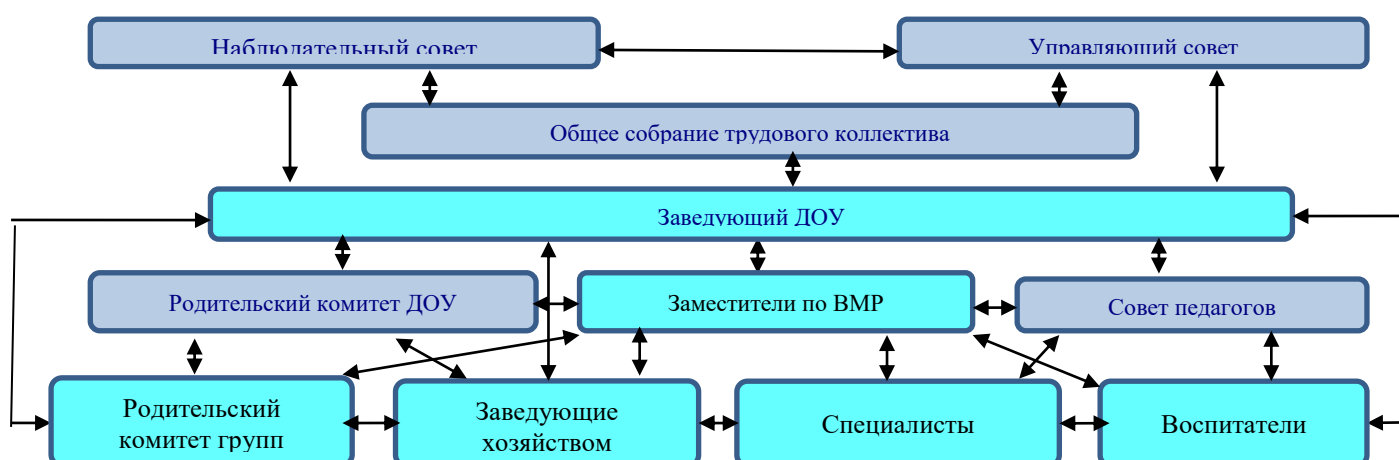 Наблюдательный совет
Управляющий совет
Общее собрание трудового коллектива
Заведующий ДОУ
Родительский комитет ДОУ
Заместители по ВМР
Совет педагогов
Родительский
комитет групп
Заведующие
хозяйством
Специалисты
Воспитатели